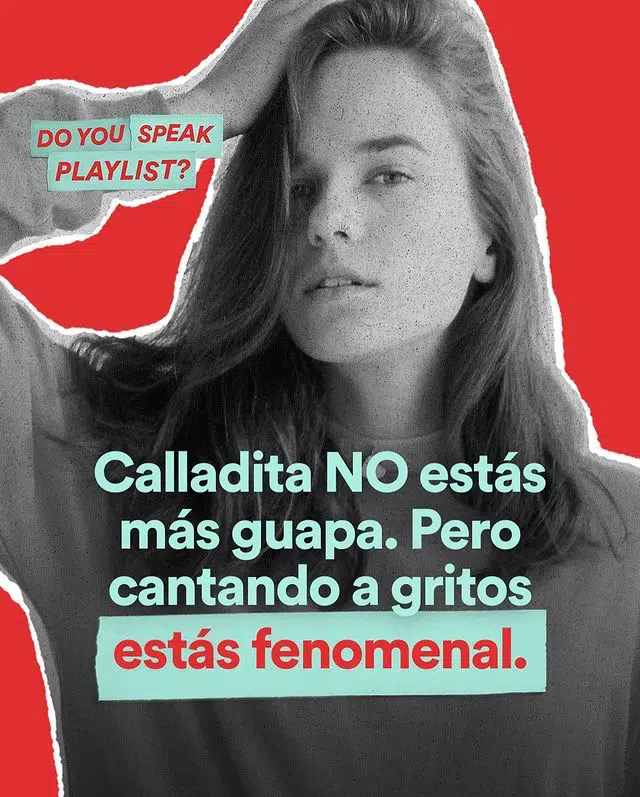 DO YOU SPEAK
PLAYLIST?
Calladita NO estás
más guapa. Pero
cantando a gritos
estás fenomenal.